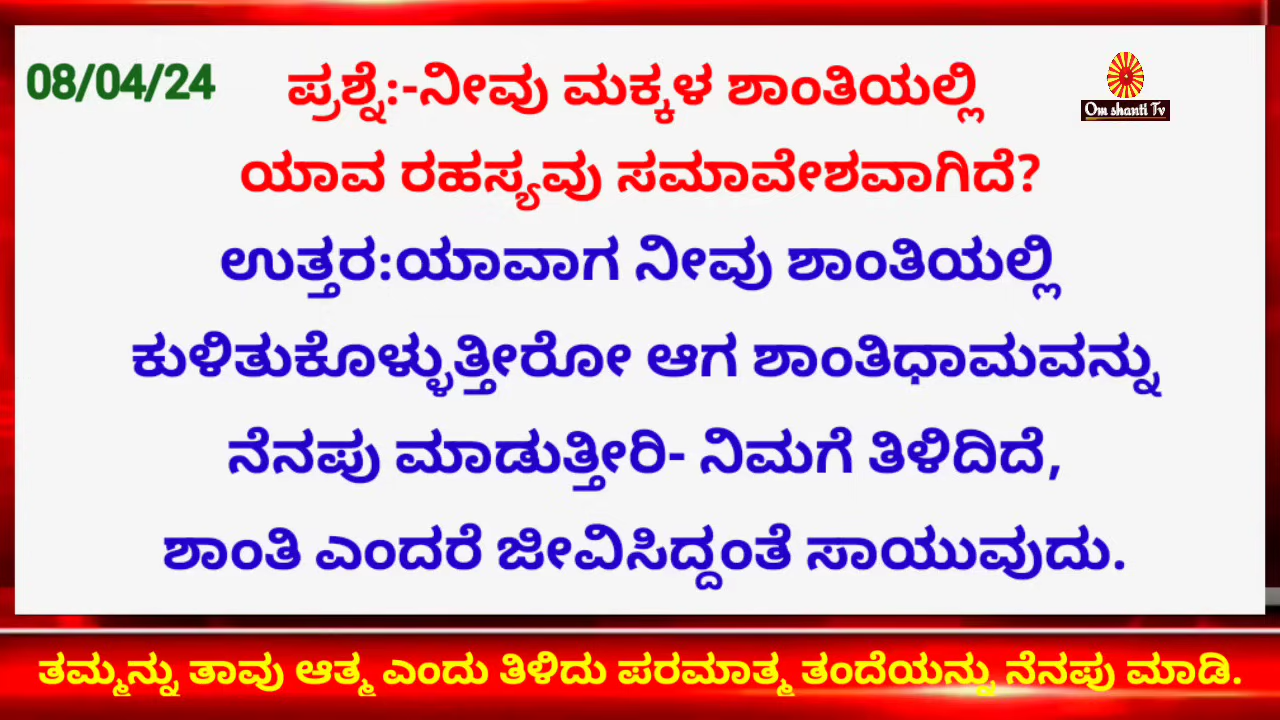 08/04/24 ಪ್ರಶ್ನೆ:-ನೀವು ಮಕ್ಕಳ ಶಾಂತಿಯಲ್ಲಿ
Om shanti Tv
ಯಾವ ರಹಸ್ಯವು ಸಮಾವೇಶವಾಗಿದೆ?
ಉತ್ತರ:ಯಾವಾಗ ನೀವು ಶಾಂತಿಯಲ್ಲಿ
ಕುಳಿತುಕೊಳ್ಳುತ್ತೀರೋ ಆಗ ಶಾಂತಿಧಾಮವನ್ನು
ನೆನಪು ಮಾಡುತ್ತೀರಿ- ನಿಮಗೆ ತಿಳಿದಿದೆ,
ಶಾಂತಿ ಎಂದರೆ ಜೀವಿಸಿದ್ದಂತೆ ಸಾಯುವುದು.
ತಮ್ಮನ್ನು ತಾವು ಆತ್ಮ ಎಂದು ತಿಳಿದು ಪರಮಾತ್ಮ ತಂದೆಯನ್ನು ನೆನಪು ಮಾಡಿ.